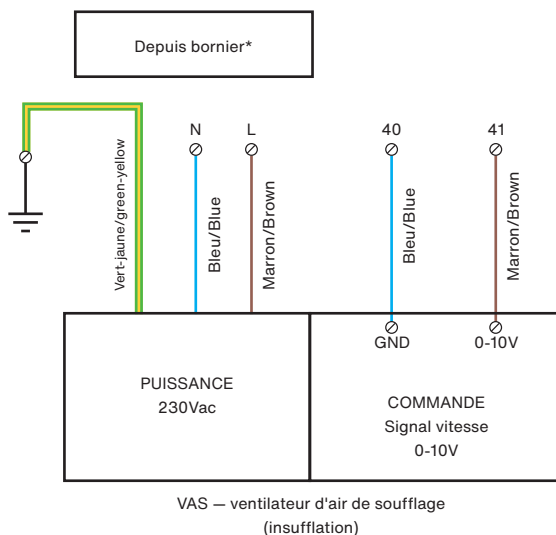 Depuis bornier*
N
L
40
41
Vert-jaune/green-yellow
Bleu/Blue
Marron/Brown
Bleu/Blue
Marron/Brown
GND
0-10V
PUISSANCE
230Vac
COMMANDE
Signal vitesse
0-10V
VAS — ventilateur d'air de soufflage
(insufflation)